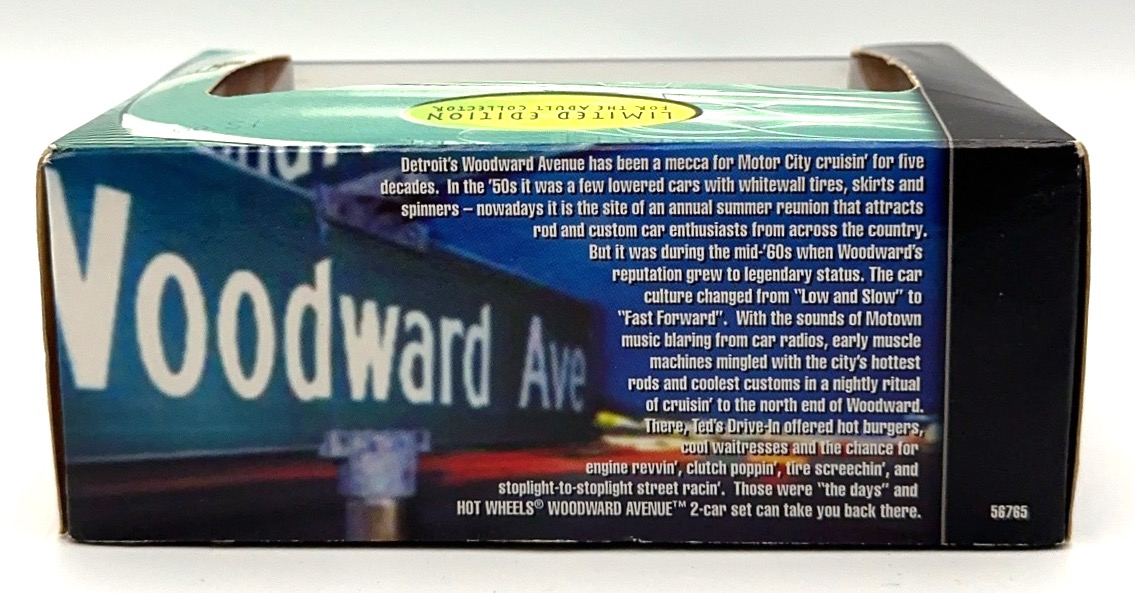 LIMITED EDITION
FOR THE ADULT COLLECTOR
Woodward Ave
Detroit's Woodward Avenue has been a mecca for Motor City cruisin' for five
decades. In the '50s it was a few lowered cars with whitewall tires, skirts and
spinners – nowadays it is the site of an annual summer reunion that attracts
rod and custom car enthusiasts from across the country.
But it was during the mid-'60s when Woodward's
reputation grew to legendary status. The car
culture changed from "Low and Slow" to
"Fast Forward". With the sounds of Motown
music blaring from car radios, early muscle
machines mingled with the city's hottest
rods and coolest customs in a nightly ritual
of cruisin' to the north end of Woodward.
There, Ted's Drive-In offered hot burgers,
cool waitresses and the chance for
engine revvin', clutch poppin', tire screechin', and
stoplight-to-stoplight street racin'. Those were "the days" and
HOT WHEELS® WOODWARD AVENUE™ 2-car set can take you back there.
56765